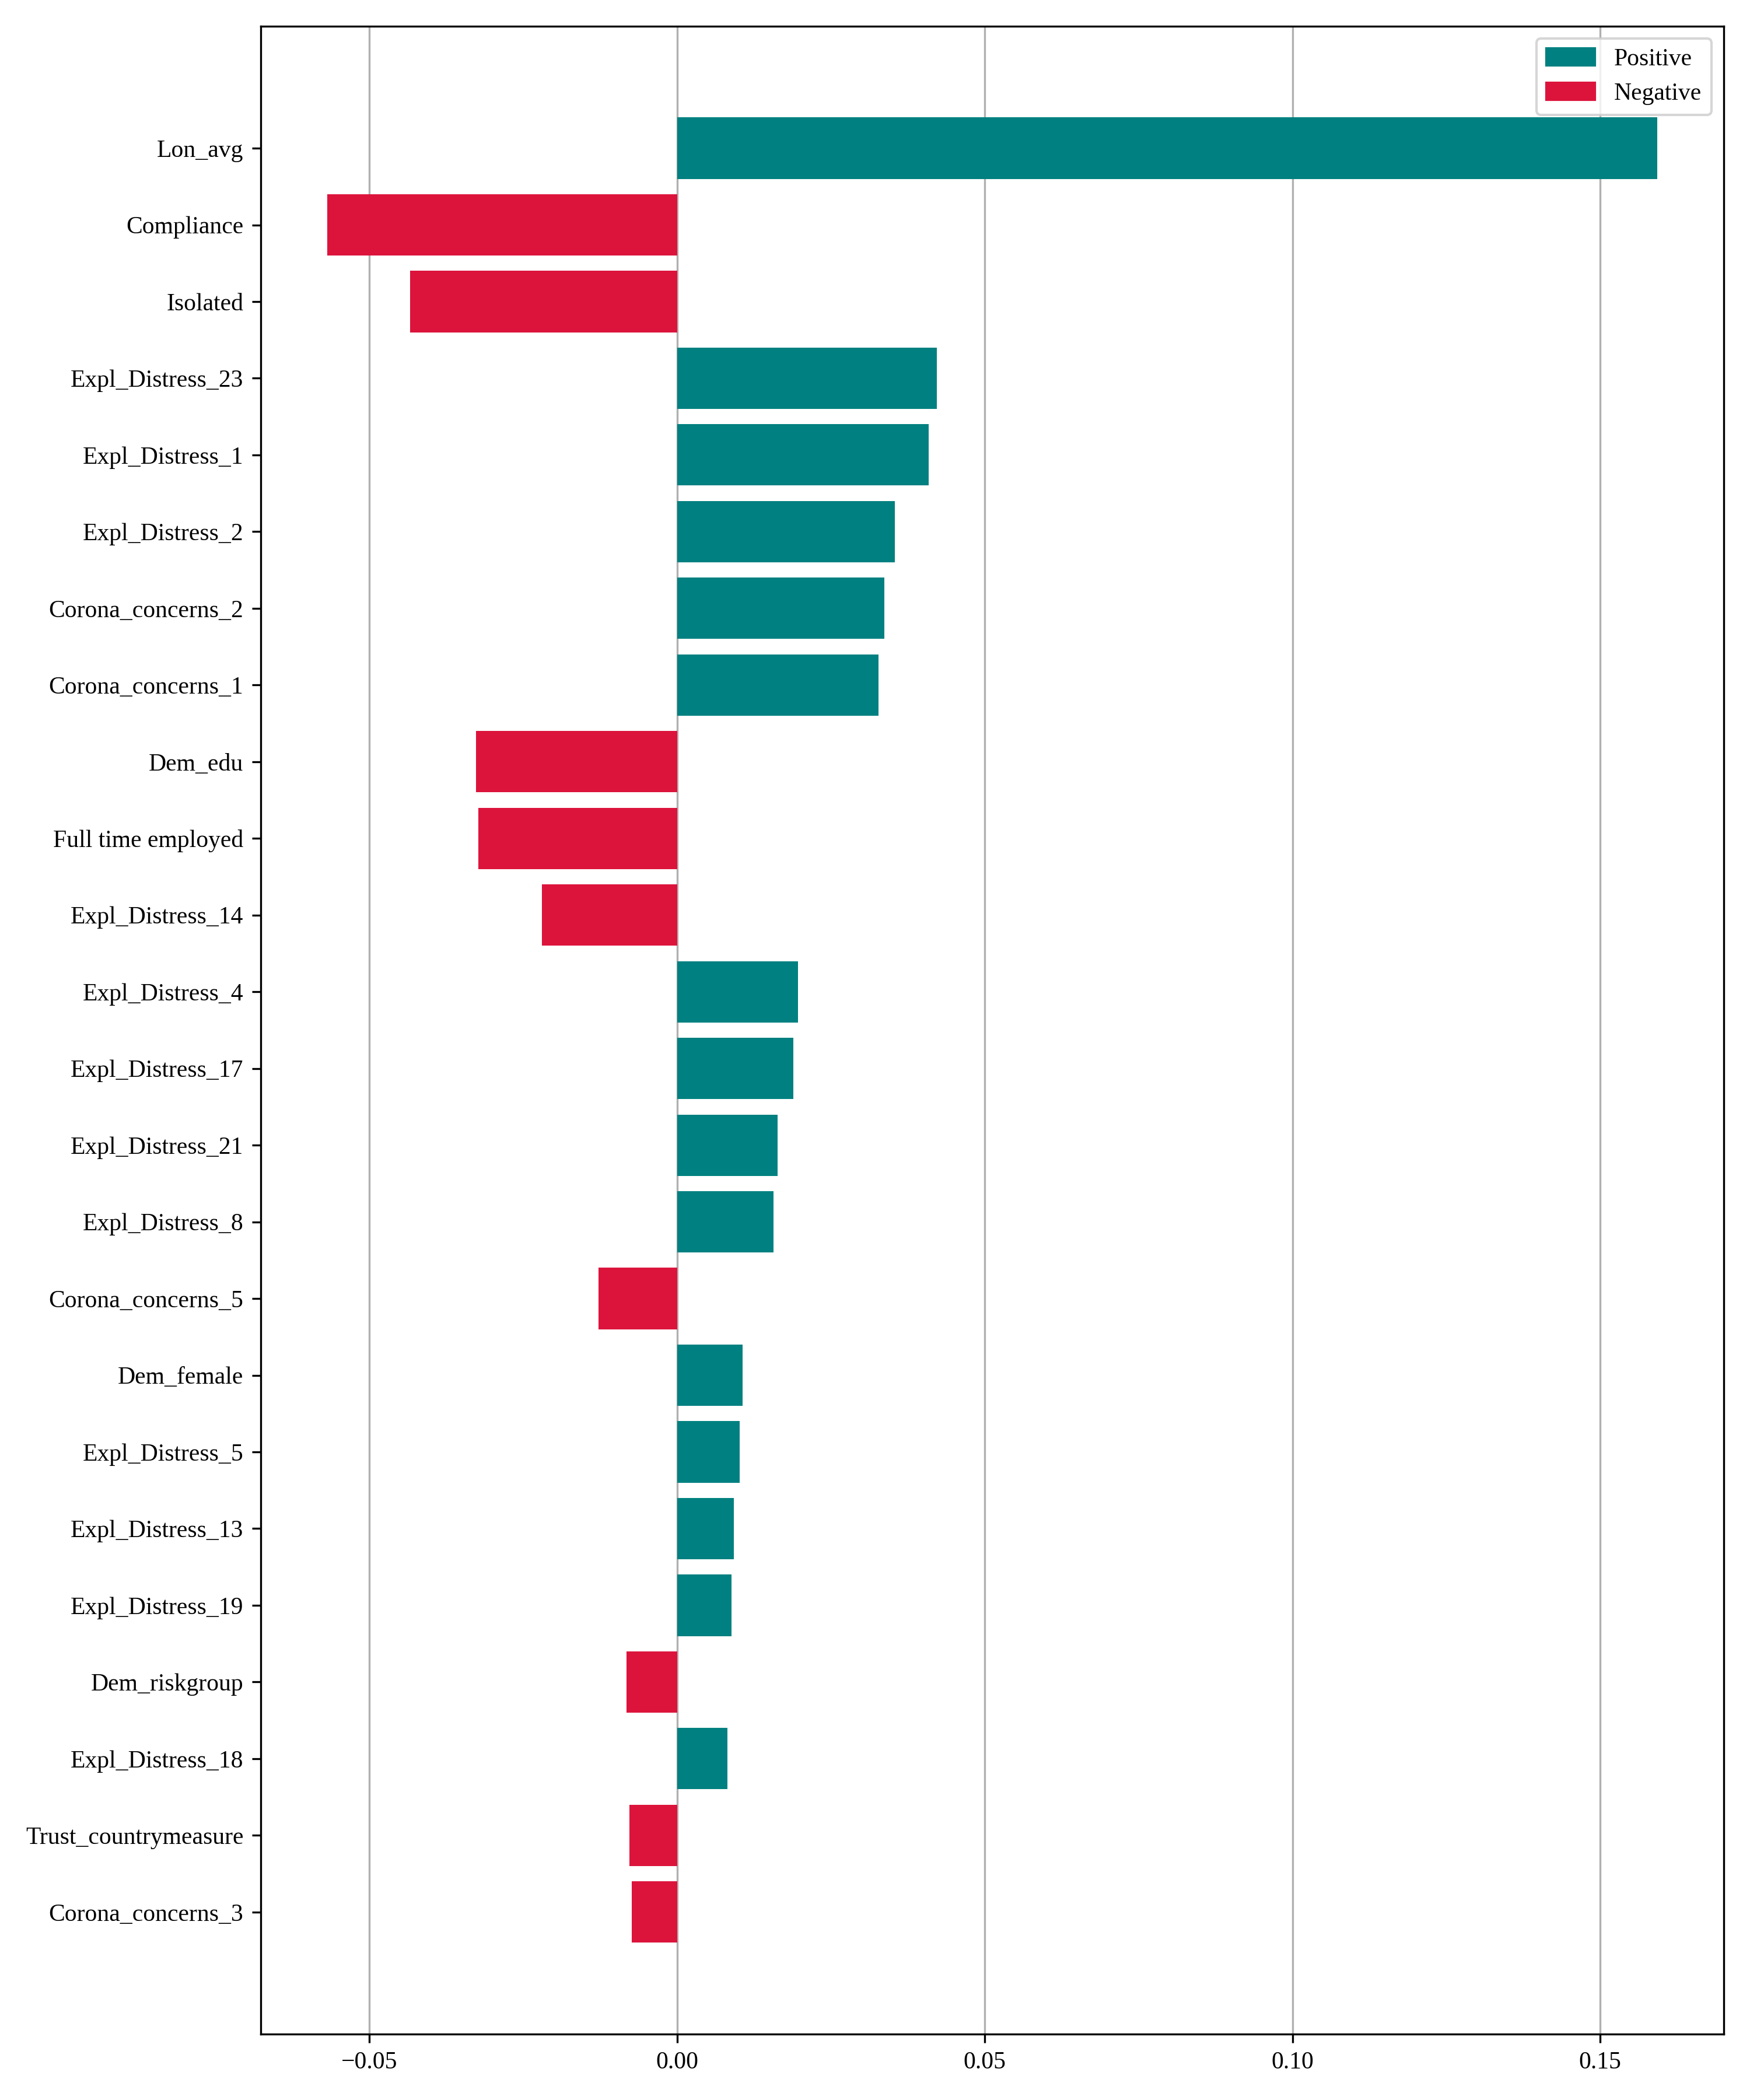 Positive
Negative
Lon_avg
Compliance
Isolated
Expl_Distress_23
Expl_Distress_1
Expl_Distress_2
Corona_concerns_2
Corona_concerns_1
Dem_edu
Full time employed
Expl_Distress_14
Expl_Distress_4
Expl_Distress_17
Expl_Distress_21
Expl_Distress_8
Corona_concerns_5
Dem_female
Expl_Distress_5
Expl_Distress_13
Expl_Distress_19
Dem_riskgroup
Expl_Distress_18
Trust_countrymeasure
Corona_concerns_3
−0.05 0.00 0.05 0.10 0.15